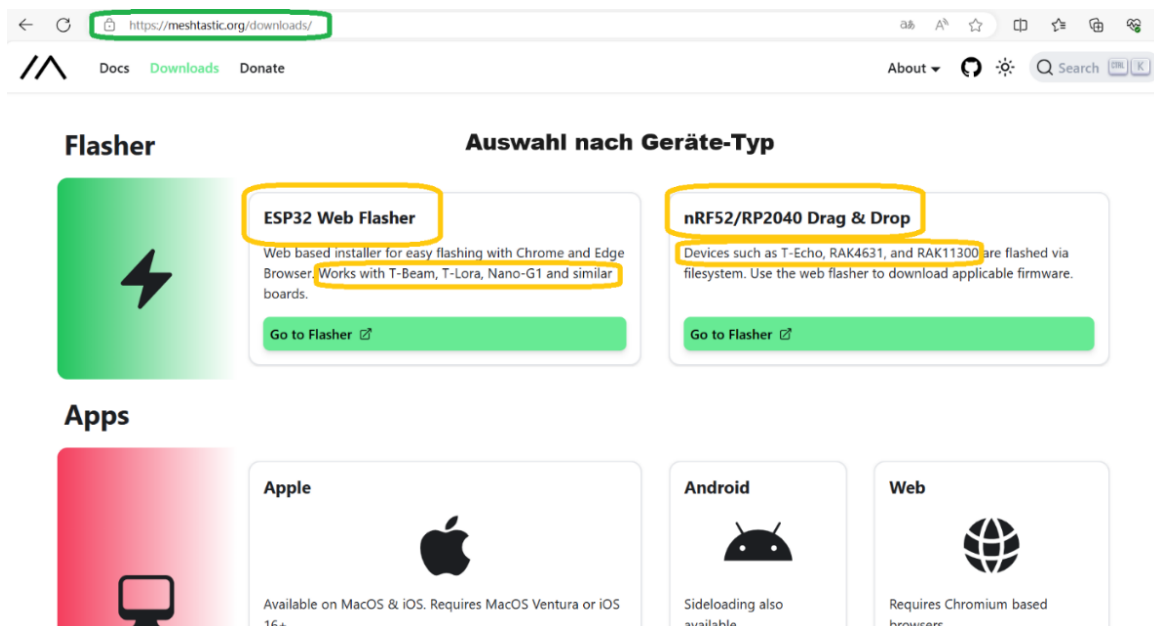 https://meshtastic.org/downloads/
Docs Downloads Donate
About
Search CTRL K
Flasher
Auswahl nach Geräte-Typ
ESP32 Web Flasher
Web based installer for easy flashing with Chrome and Edge
Browser. Works with T-Beam, T-Lora, Nano-G1 and similar
boards.
Go to Flasher
nRF52/RP2040 Drag & Drop
Devices such as T-Echo, RAK4631, and RAK11300 are flashed via
filesystem. Use the web flasher to download applicable firmware.
Go to Flasher
Apps
Apple
Available on MacOS & iOS. Requires MacOS Ventura or iOS
16+
Android
Sideloading also
available
Web
Requires Chromium based
browsers